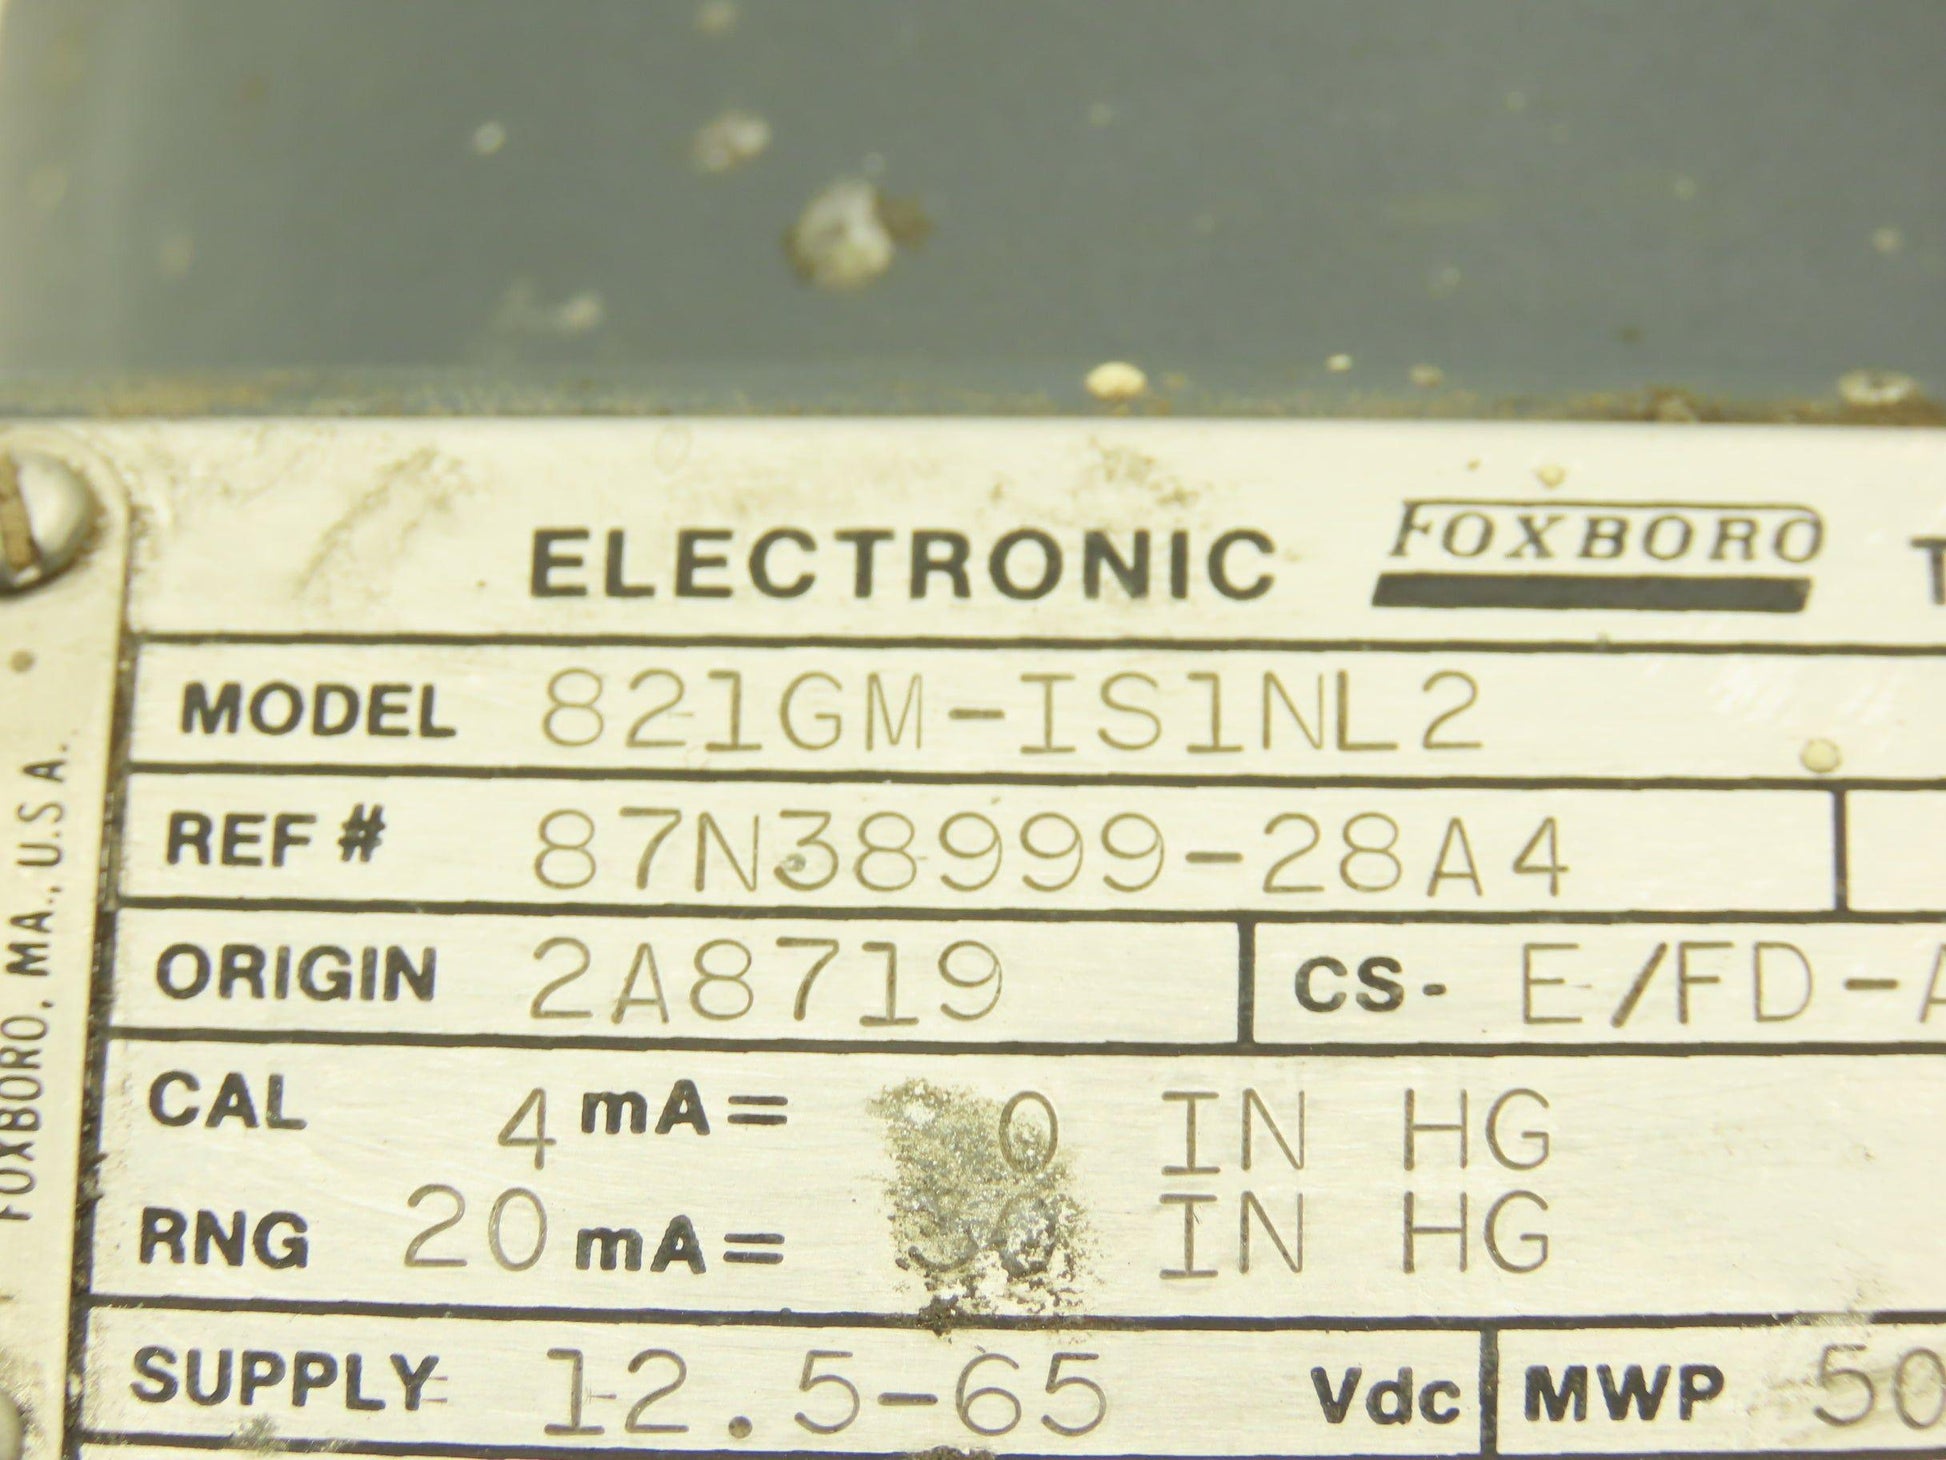 ELECTRONIC FOXBORO T
MODEL 821GM-IS1NL2
REF # 87N38999-28A4
ORIGIN 2A8719 CS- E/FD-A
CAL 4 mA= 0 IN HG
RNG 20 mA= IN HG
SUPPLY 12.5-65 Vdc MWP 50
FOXBORO, MA., U.S.A.